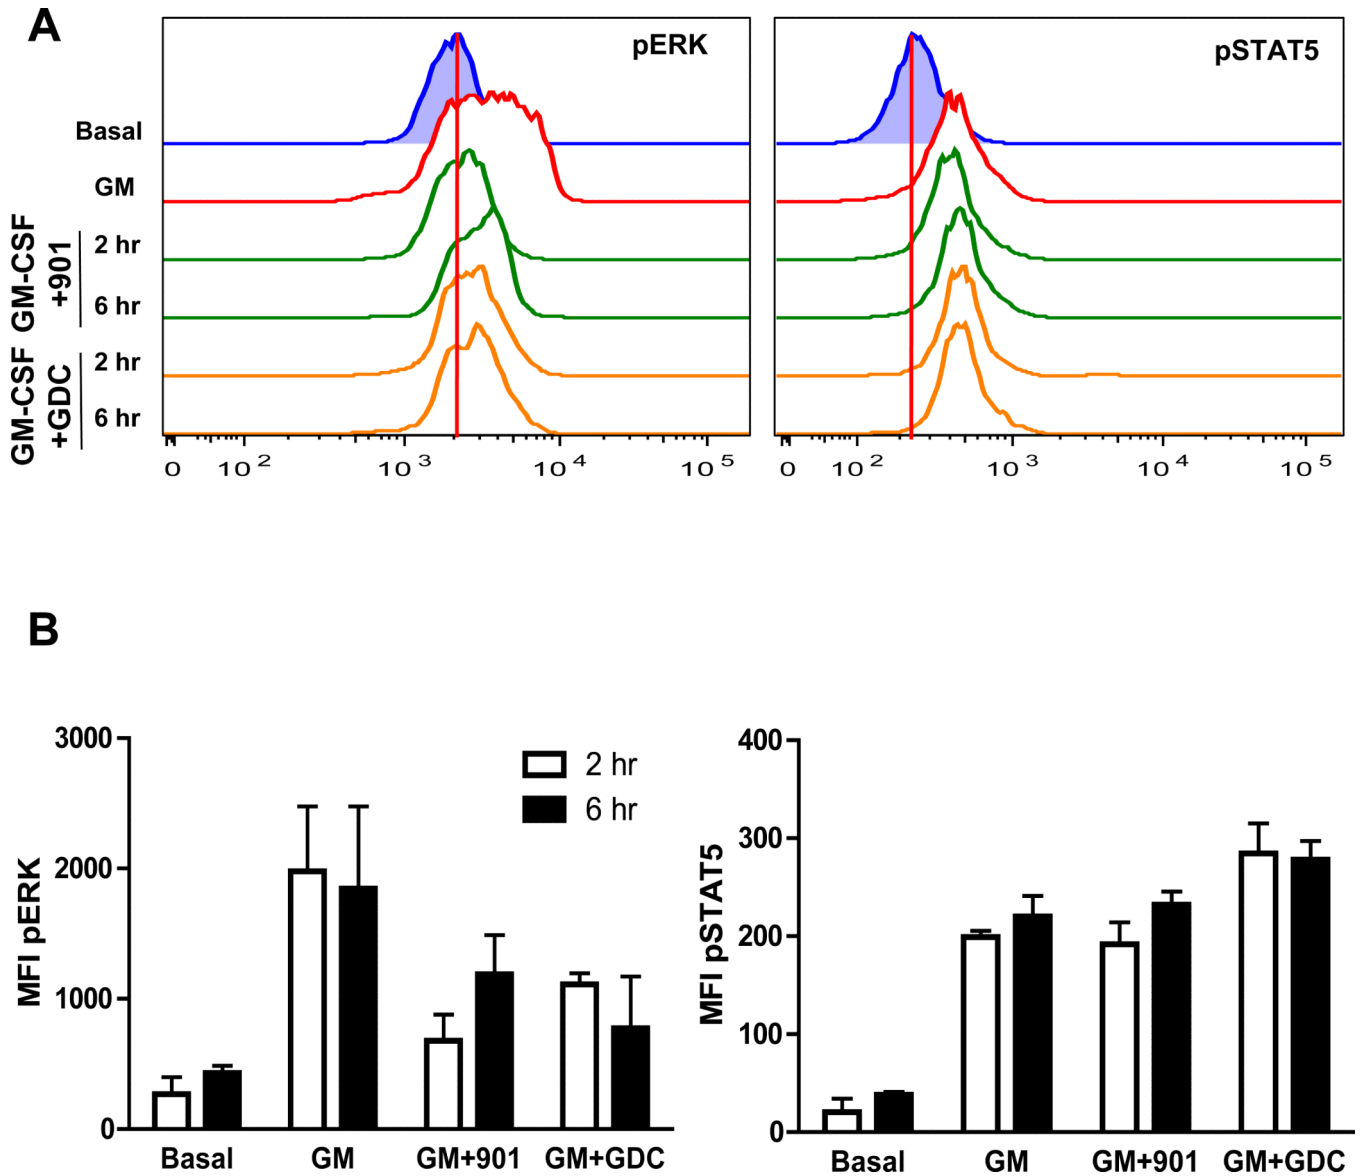 A
pERK
pSTAT5
Basal
GM
GM-CSF
+901
2 hr
6 hr
GM-CSF
+GDC
2 hr
6 hr
0 10² 10³ 10⁴ 10⁵
0 10² 10³ 10⁴ 10⁵
B
MFI pERK
3000
2000
1000
0
2 hr
6 hr
Basal GM GM+901 GM+GDC
MFI pSTAT5
400
300
200
100
0
Basal GM GM+901 GM+GDC